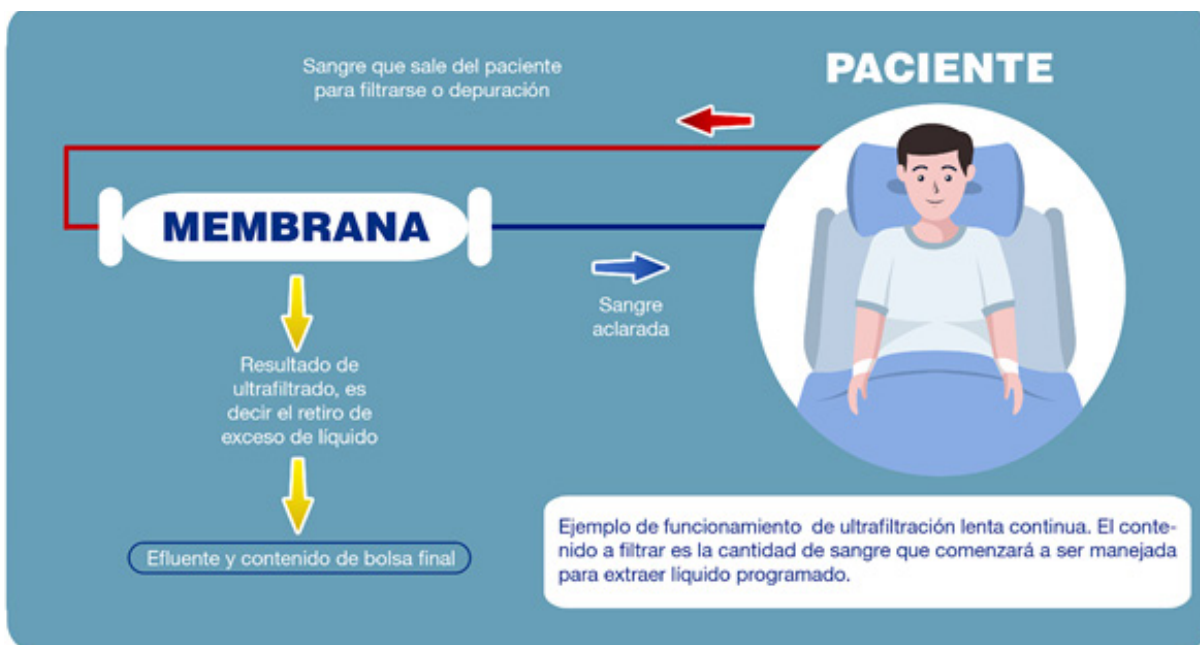 Sangre que sale del paciente
para filtrarse o depuración
PACIENTE
MEMBRANA
Sangre
aclarada
Resultado de
ultrafiltrado, es
decir el retiro de
exceso de líquido
Efluente y contenido de bolsa final
Ejemplo de funcionamiento de ultrafiltración lenta continua. El conte-
nido a filtrar es la cantidad de sangre que comenzará a ser manejada
para extraer líquido programado.